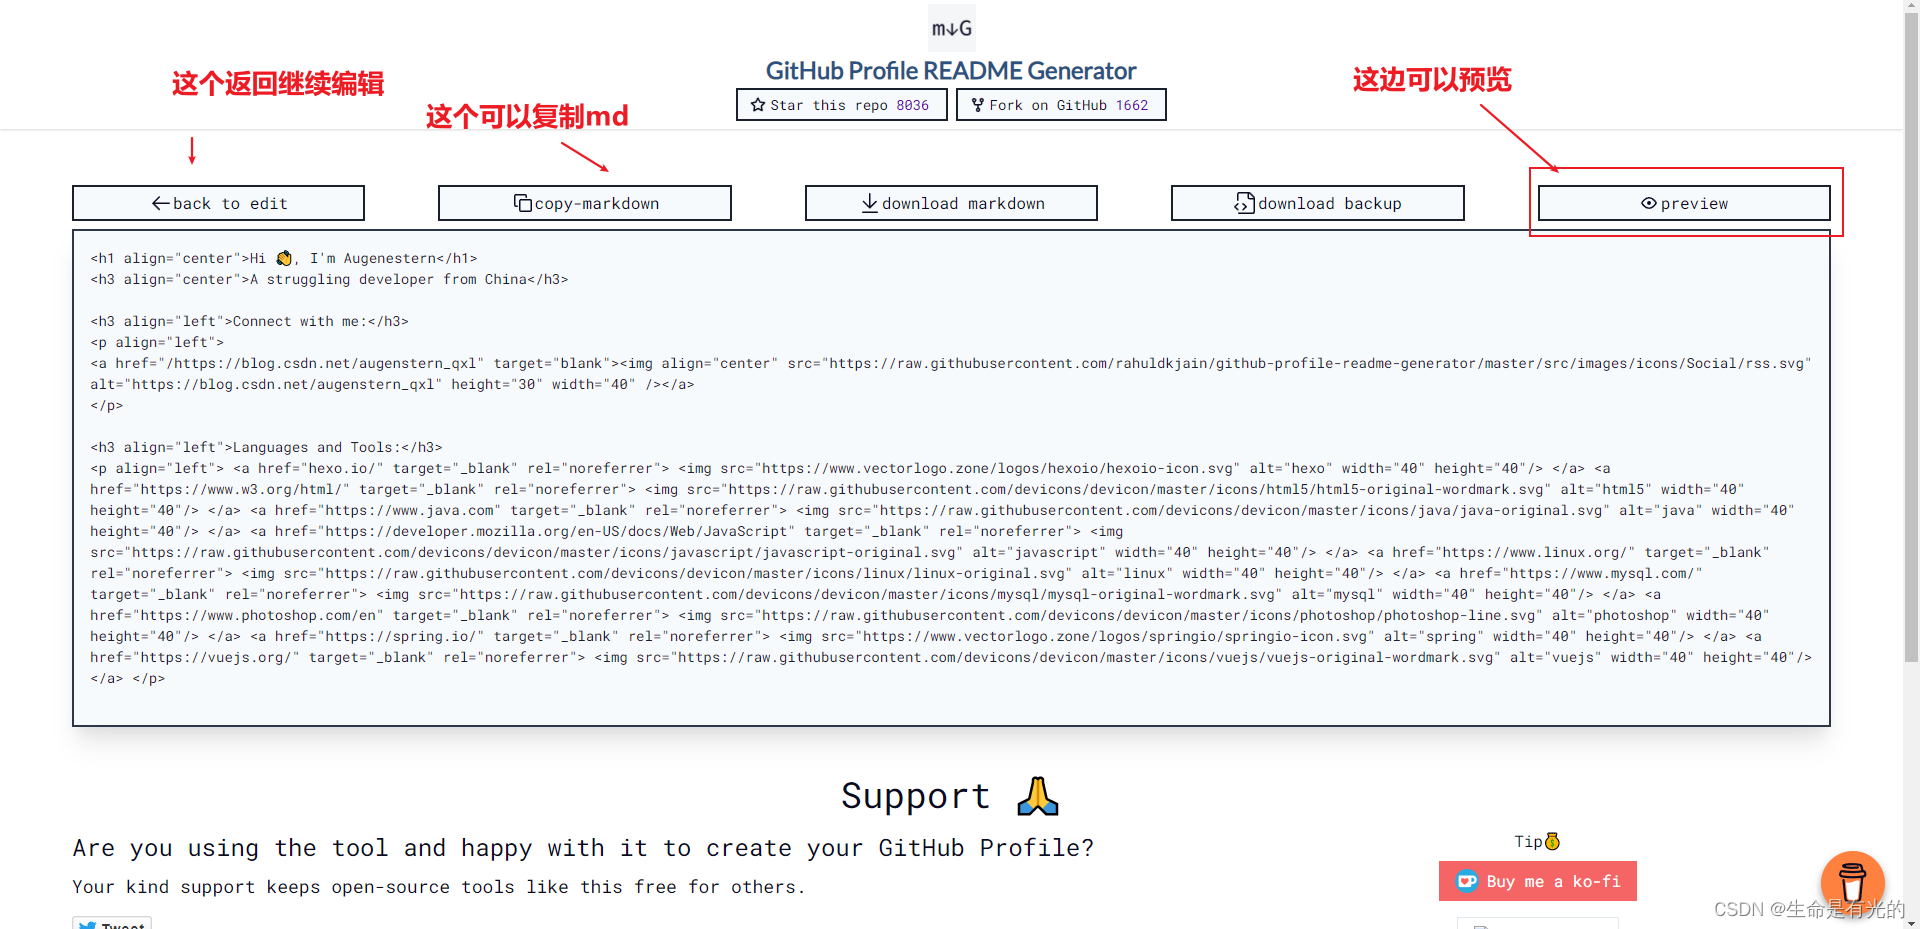 m↓G
GitHub Profile README Generator
Star this repo 8036
Fork on GitHub 1662
这个返回继续编辑
这个可以复制md
这边可以预览
back to edit
copy-markdown
download markdown
download backup
preview
<h1 align="center">Hi 👋, I'm Augenestern</h1>
<h3 align="center">A struggling developer from China</h3>
<h3 align="left">Connect with me:</h3>
<p align="left">
<a href="/https://blog.csdn.net/augenstern_qxl" target="blank"><img align="center" src="https://raw.githubusercontent.com/rahuldkjain/github-profile-readme-generator/master/src/images/icons/Social/rss.svg"
alt="https://blog.csdn.net/augenstern_qxl" height="30" width="40" /></a>
</p>
<h3 align="left">Languages and Tools:</h3>
<p align="left"> <a href="hexo.io/" target="_blank" rel="noreferrer"> <img src="https://www.vectorlogo.zone/logos/hexoio/hexoio-icon.svg" alt="hexo" width="40" height="40"/> </a> <a
href="https://www.w3.org/html/" target="_blank" rel="noreferrer"> <img src="https://raw.githubusercontent.com/devicons/devicon/master/icons/html5/html5-original-wordmark.svg" alt="html5" width="40"
height="40"/> </a> <a href="https://www.java.com" target="_blank" rel="noreferrer"> <img src="https://raw.githubusercontent.com/devicons/devicon/master/icons/java/java-original.svg" alt="java" width="40"
height="40"/> </a> <a href="https://developer.mozilla.org/en-US/docs/Web/JavaScript" target="_blank" rel="noreferrer"> <img
src="https://raw.githubusercontent.com/devicons/devicon/master/icons/javascript/javascript-original.svg" alt="javascript" width="40" height="40"/> </a> <a href="https://www.linux.org/" target="_blank"
rel="noreferrer"> <img src="https://raw.githubusercontent.com/devicons/devicon/master/icons/linux/linux-original.svg" alt="linux" width="40" height="40"/> </a> <a href="https://www.mysql.com/"
target="_blank" rel="noreferrer"> <img src="https://raw.githubusercontent.com/devicons/devicon/master/icons/mysql/mysql-original-wordmark.svg" alt="mysql" width="40" height="40"/> </a> <a
href="https://www.photoshop.com/en" target="_blank" rel="noreferrer"> <img src="https://raw.githubusercontent.com/devicons/devicon/master/icons/photoshop/photoshop-line.svg" alt="photoshop" width="40"
height="40"/> </a> <a href="https://spring.io/" target="_blank" rel="noreferrer"> <img src="https://www.vectorlogo.zone/logos/springio/springio-icon.svg" alt="spring" width="40" height="40"/> </a> <a
href="https://vuejs.org/" target="_blank" rel="noreferrer"> <img src="https://raw.githubusercontent.com/devicons/devicon/master/icons/vuejs/vuejs-original-wordmark.svg" alt="vuejs" width="40" height="40"/>
</a> </p>
Support 🙏
Are you using the tool and happy with it to create your GitHub Profile?
Your kind support keeps open-source tools like this free for others.
Tweet
Tip💰
Buy me a ko-fi
CSDN @生命是有光的